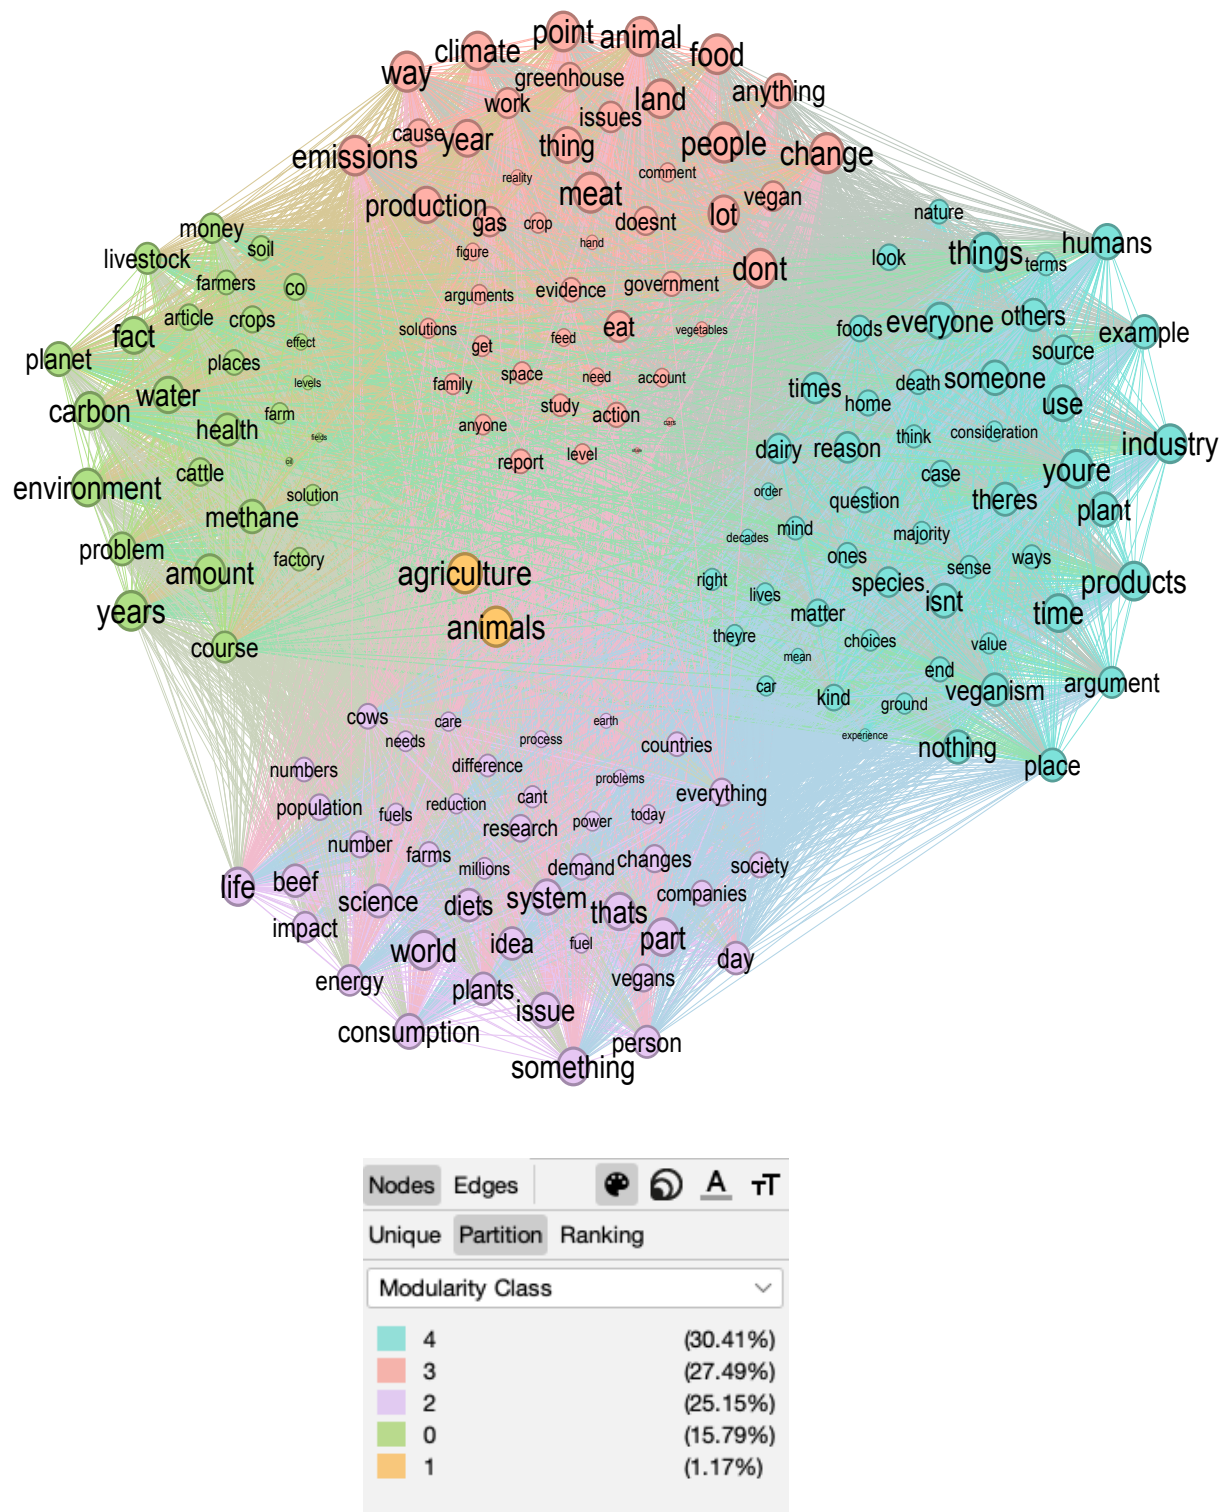 point
animal
climate
food
way
greenhouse
anything
work
land
issues
cause
year
thing
people
change
emissions
reality
comment
meat
vegan
production
gas
crop
doesnt
lot
nature
money
soil
hand
things
humans
livestock
figure
look
terms
dont
farmers
co
arguments
evidence
government
article
crops
foods
everyone
others
fact
solutions
eat
vegetables
example
effect
get
feed
source
planet
places
space
need
account
levels
family
times
death
someone
water
carbon
farm
study
action
home
use
health
anyone
cars
think
consideration
fields
industry
level
dairy
reason
report
oil
cattle
case
youre
environment
solution
order
question
theres
plant
methane
decades
mind
majority
problem
factory
ones
sense
ways
amount
agriculture
right
species
products
lives
isnt
years
animals
matter
time
theyre
choices
value
course
mean
end
car
veganism
argument
kind
ground
cows
care
earth
experience
needs
process
countries
nothing
numbers
difference
place
problems
population
reduction
cant
everything
fuels
research
power
today
number
farms
millions
demand
changes
society
life
beef
science
diets
system
thats
companies
impact
world
idea
fuel
part
day
energy
plants
vegans
issue
consumption
person
something
Nodes Edges A TT
Unique Partition Ranking
Modularity Class
4 (30.41%)
3 (27.49%)
2 (25.15%)
0 (15.79%)
1 (1.17%)